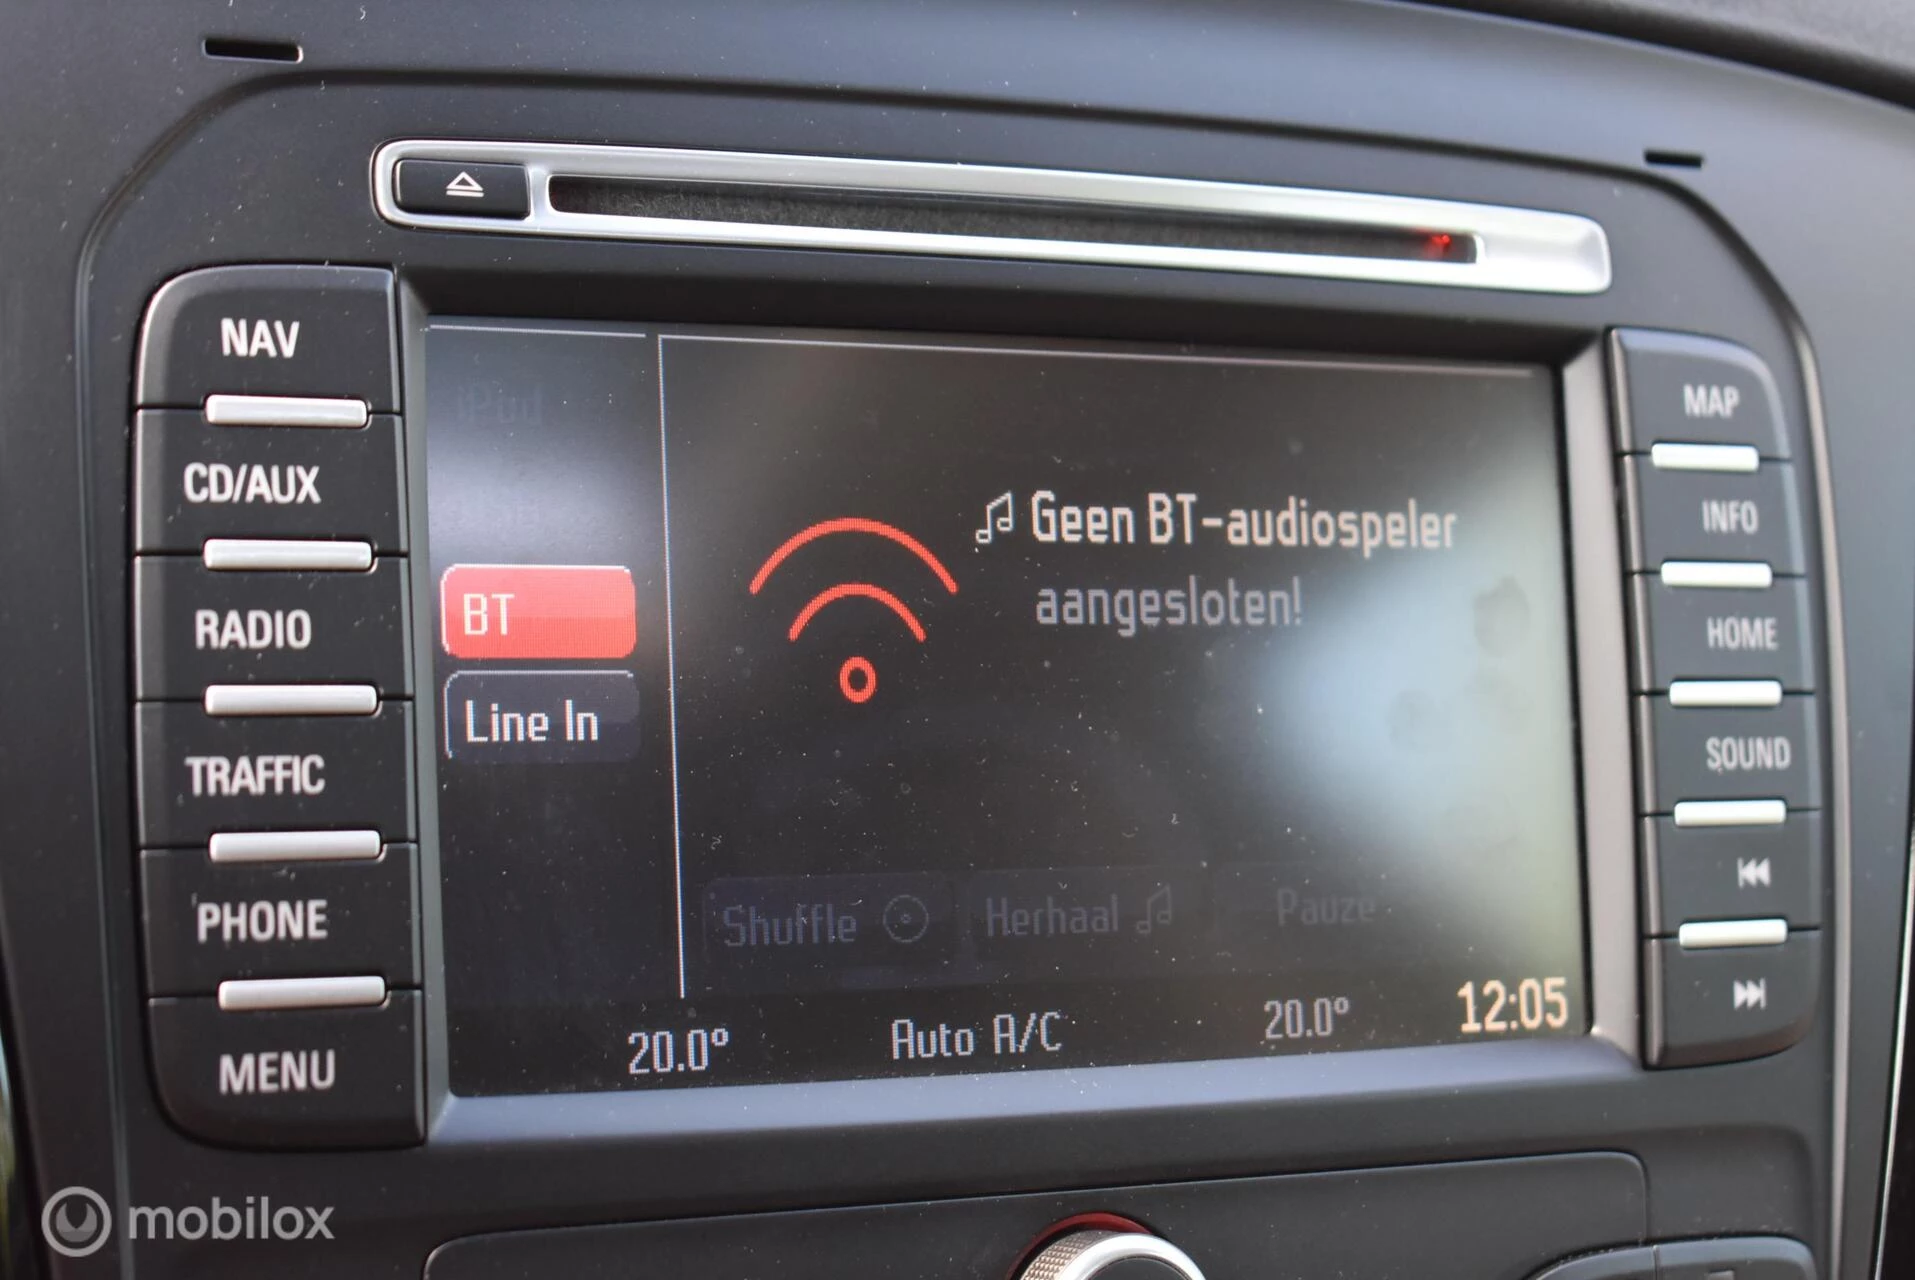 NAV
CD/AUX
RADIO
TRAFFIC
PHONE
MENU
iPod
BT
Line In
Geen BT-audiospeler
aangesloten!
Shuffle
Herhaal
Pauze
20.0°
Auto A/C
20.0°
12:05
MAP
INFO
HOME
SOUND
mobilox